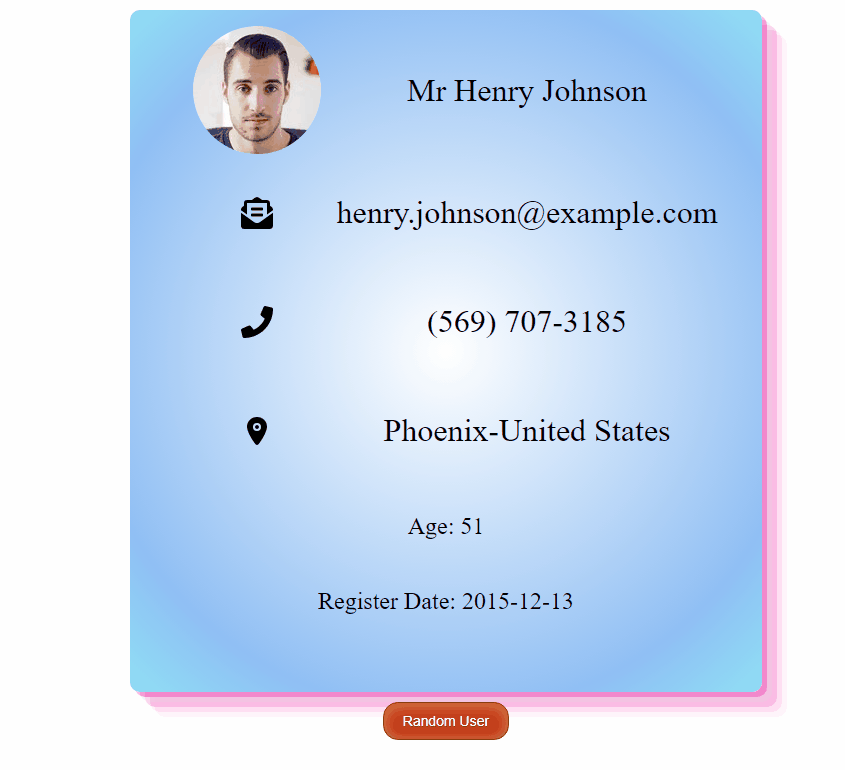 Mr Henry Johnson
henry.johnson@example.com
(569) 707-3185
Phoenix-United States
Age: 51
Register Date: 2015-12-13
Random User